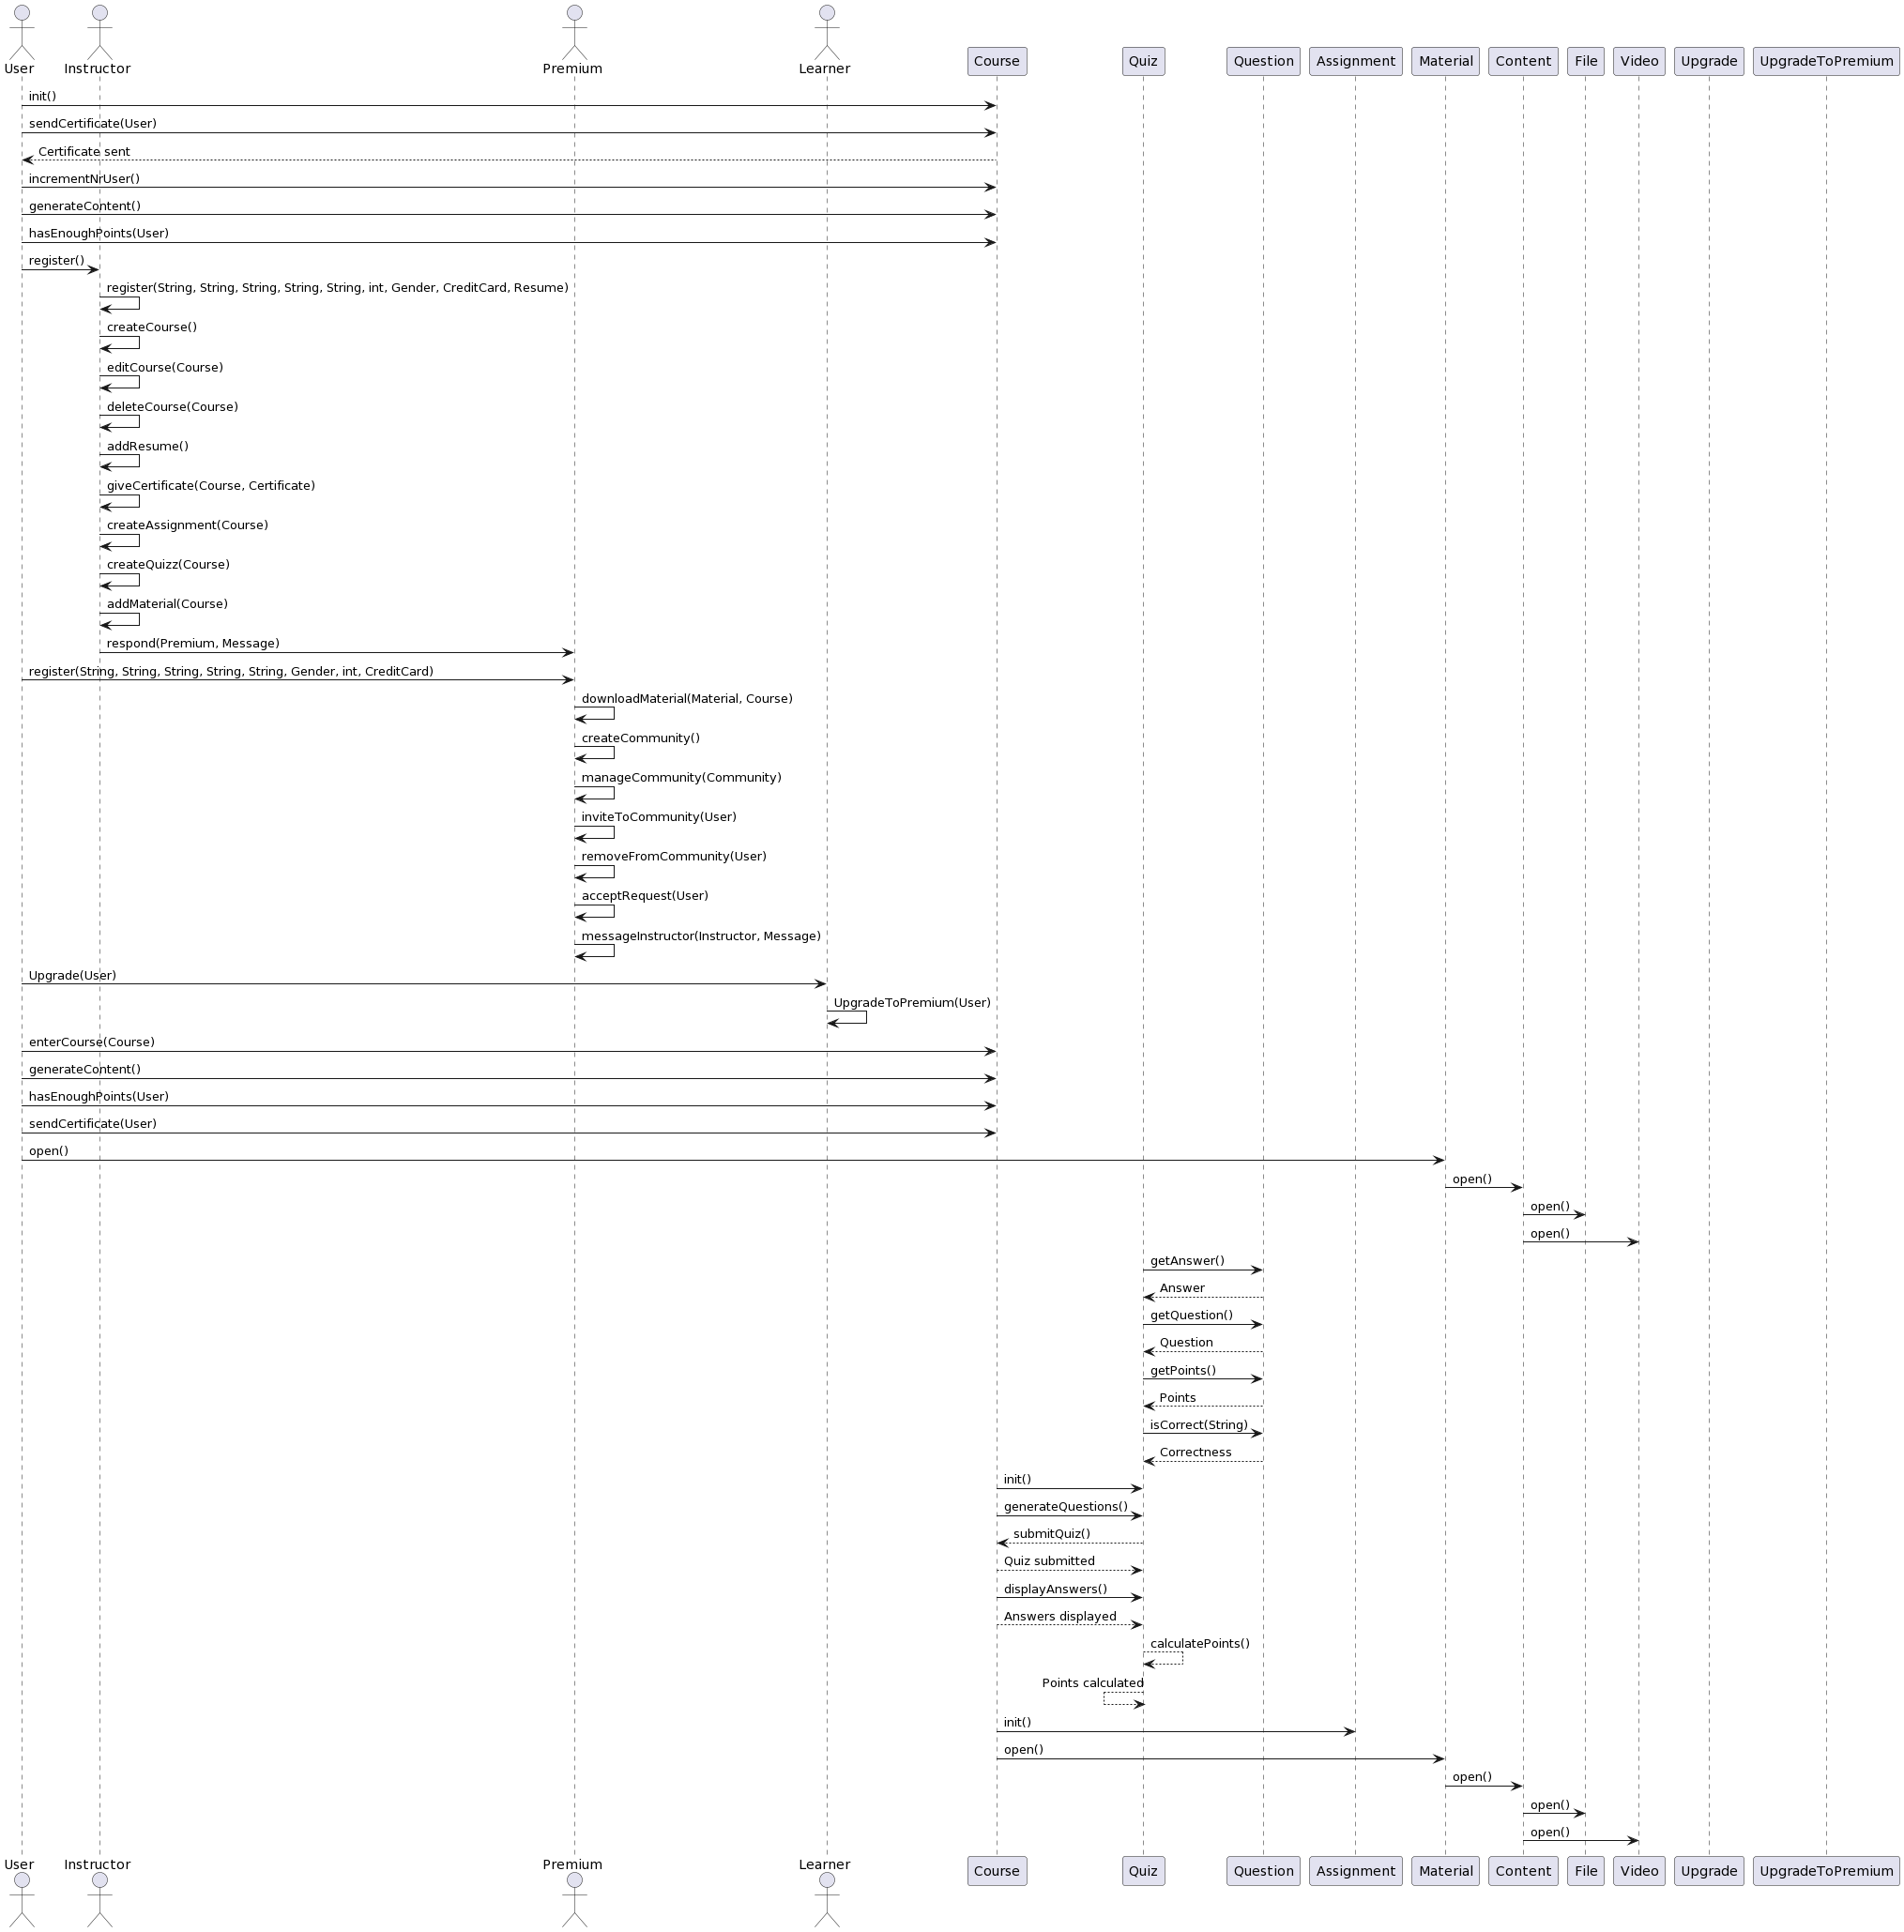 User Instructor Premium Learner Course Quiz Question Assignment Material Content File Video Upgrade UpgradeToPremium
init()
sendCertificate(User)
Certificate sent
incrementNrUser()
generateContent()
hasEnoughPoints(User)
register()
register(String, String, String, String, String, int, Gender, CreditCard, Resume)
createCourse()
editCourse(Course)
deleteCourse(Course)
addResume()
giveCertificate(Course, Certificate)
createAssignment(Course)
createQuizz(Course)
addMaterial(Course)
respond(Premium, Message)
register(String, String, String, String, String, Gender, int, CreditCard)
downloadMaterial(Material, Course)
createCommunity()
manageCommunity(Community)
inviteToCommunity(User)
removeFromCommunity(User)
acceptRequest(User)
messageInstructor(Instructor, Message)
Upgrade(User)
UpgradeToPremium(User)
enterCourse(Course)
generateContent()
hasEnoughPoints(User)
sendCertificate(User)
open()
open()
open()
open()
getAnswer()
Answer
getQuestion()
Question
getPoints()
Points
isCorrect(String)
Correctness
init()
generateQuestions()
submitQuiz()
Quiz submitted
displayAnswers()
Answers displayed
calculatePoints()
Points calculated
init()
open()
open()
open()
open()
User Instructor Premium Learner Course Quiz Question Assignment Material Content File Video Upgrade UpgradeToPremium